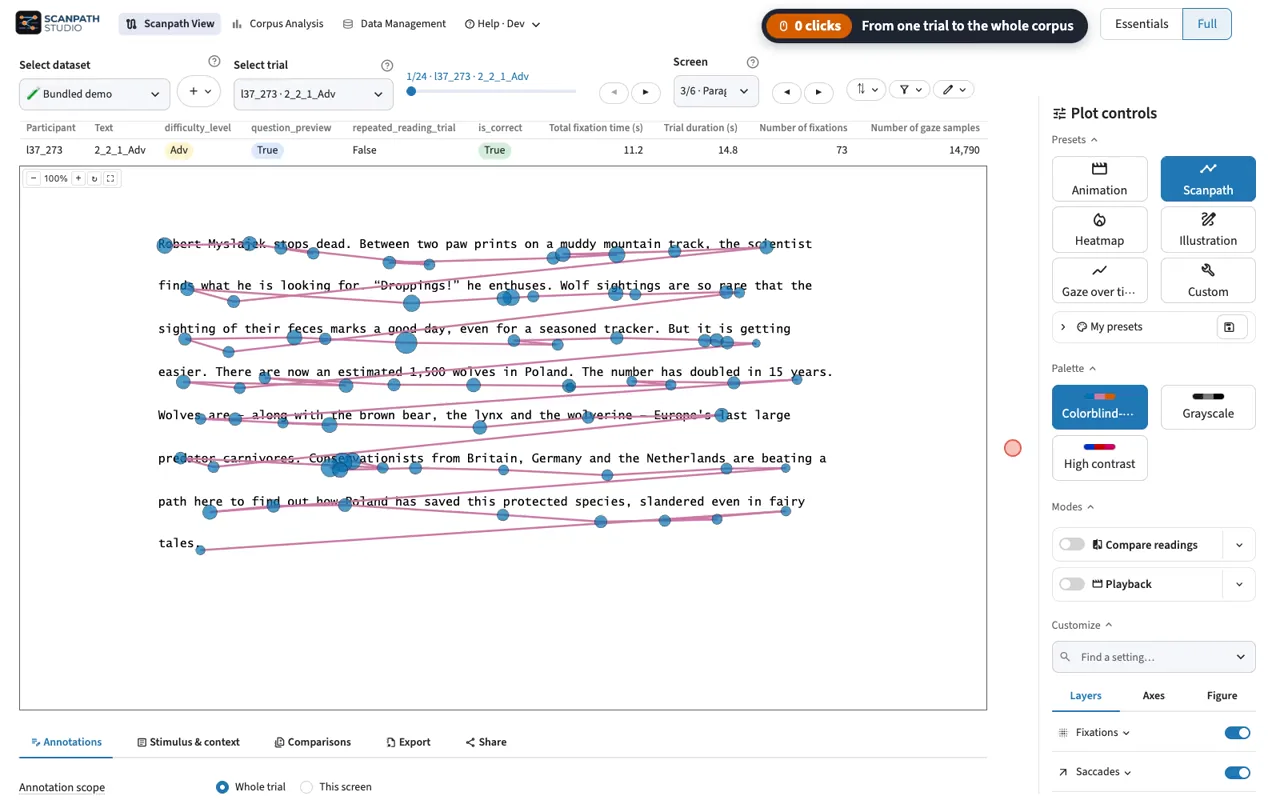 SCANPATH STUDIO
Scanpath View
Corpus Analysis
Data Management
Help · Dev
0 clicks
From one trial to the whole corpus
Essentials
Full
Select dataset
Bundled demo
+
Select trial
l37_273 · 2_2_1_Adv
1/24 · l37_273 · 2_2_1_Adv
Screen
3/6 · Parag
Participant Text difficulty_level question_preview repeated_reading_trial is_correct Total fixation time (s) Trial duration (s) Number of fixations Number of gaze samples
l37_273 2_2_1_Adv Adv True False True 11.2 14.8 73 14,790
− 100% +
Robert Myslajek stops dead. Between two paw prints on a muddy mountain track, the scientist
finds what he is looking for. "Droppings!" he enthuses. Wolf sightings are so rare that the
sighting of their feces marks a good day, even for a seasoned tracker. But it is getting
easier. There are now an estimated 1,500 wolves in Poland. The number has doubled in 15 years.
Wolves are – along with the brown bear, the lynx and the wolverine – Europe's last large
predator carnivores. Conservationists from Britain, Germany and the Netherlands are beating a
path here to find out how Poland has saved this protected species, slandered even in fairy
tales.
Annotations
Stimulus & context
Comparisons
Export
Share
Annotation scope
Whole trial
This screen
Plot controls
Presets
Animation
Scanpath
Heatmap
Illustration
Gaze over ti...
Custom
My presets
Palette
Colorblind-...
Grayscale
High contrast
Modes
Compare readings
Playback
Customize
Find a setting...
Layers
Axes
Figure
Fixations
Saccades